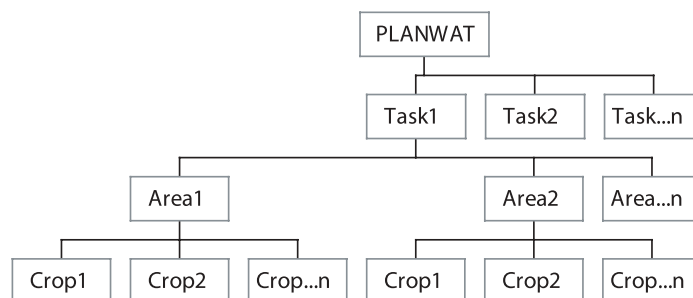 PLANWAT
Task1 Task2 Task...n
Area1 Area2 Area...n
Crop1 Crop2 Crop...n Crop1 Crop2 Crop...n